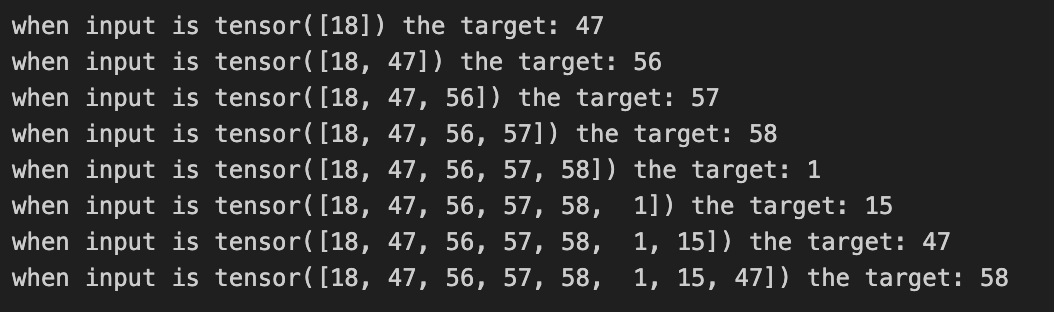 when input is tensor([18]) the target: 47
when input is tensor([18, 47]) the target: 56
when input is tensor([18, 47, 56]) the target: 57
when input is tensor([18, 47, 56, 57]) the target: 58
when input is tensor([18, 47, 56, 57, 58]) the target: 1
when input is tensor([18, 47, 56, 57, 58,  1]) the target: 15
when input is tensor([18, 47, 56, 57, 58,  1, 15]) the target: 47
when input is tensor([18, 47, 56, 57, 58,  1, 15, 47]) the target: 58